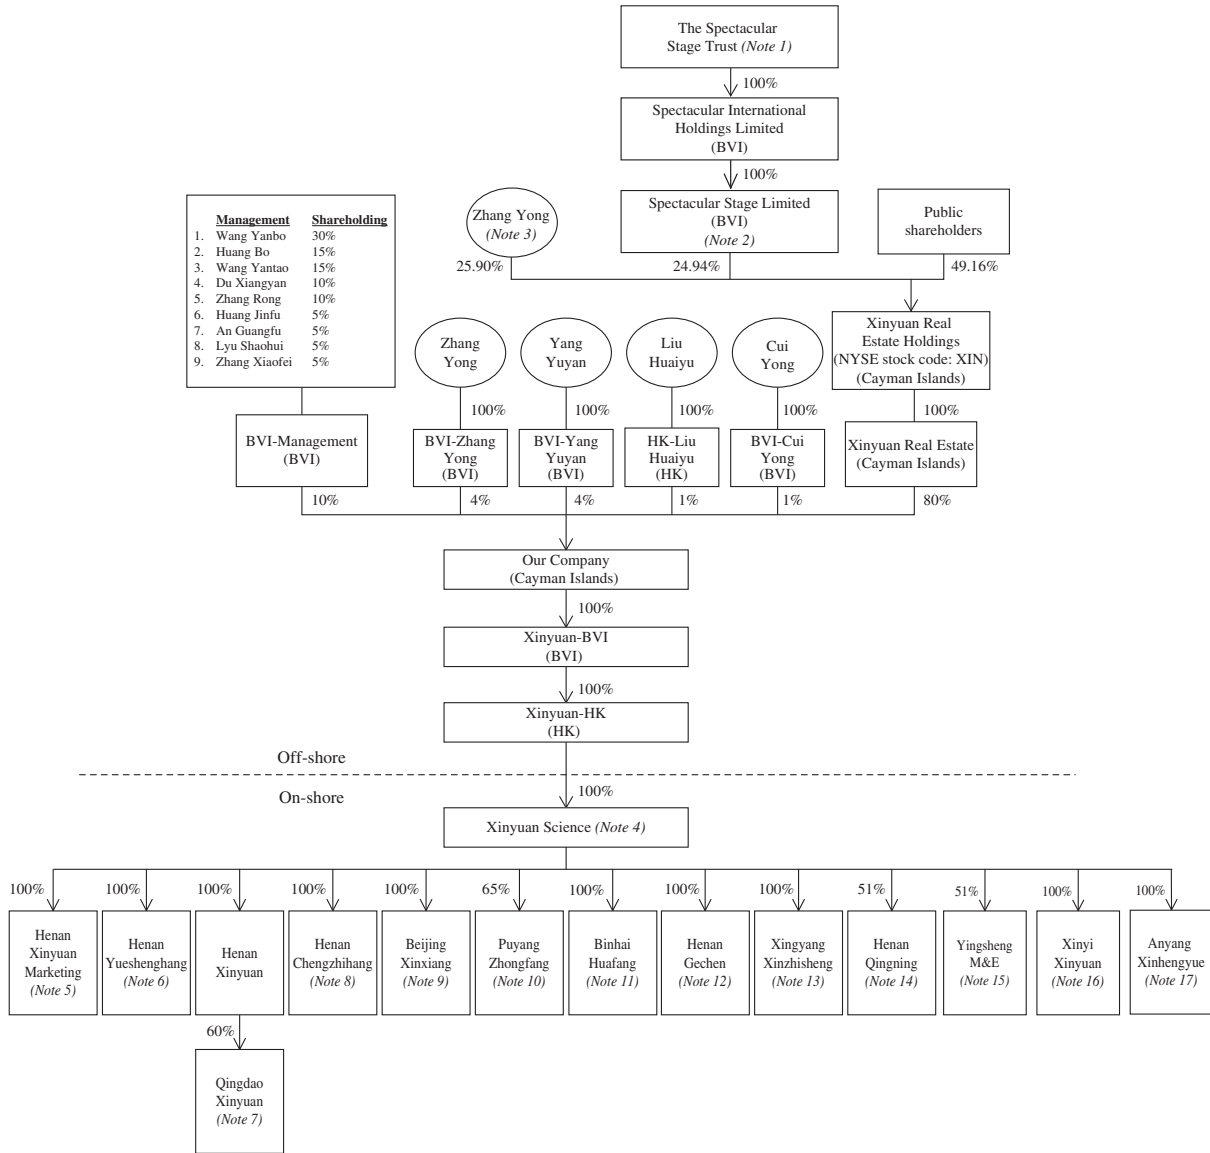 The Spectacular
Stage Trust (Note 1)
100%
Spectacular International
Holdings Limited
(BVI)
100%
Management Shareholding
1. Wang Yanbo 30%
2. Huang Bo 15%
3. Wang Yantao 15%
4. Du Xiangyan 10%
5. Zhang Rong 10%
6. Huang Jinfu 5%
7. An Guangfu 5%
8. Lyu Shaohui 5%
9. Zhang Xiaofei 5%
Zhang Yong
(Note 3)
Spectacular Stage Limited
(BVI)
(Note 2)
Public
shareholders
25.90%
24.94%
49.16%
Zhang
Yong
Yang
Yuyan
Liu
Huaiyu
Cui
Yong
Xinyuan Real
Estate Holdings
(NYSE stock code: XIN)
(Cayman Islands)
100%
100%
100%
100%
100%
BVI-Management
(BVI)
BVI-Zhang
Yong
(BVI)
BVI-Yang
Yuyan
(BVI)
HK-Liu
Huaiyu
(HK)
BVI-Cui
Yong
(BVI)
Xinyuan Real Estate
(Cayman Islands)
10%
4%
4%
1%
1%
80%
Our Company
(Cayman Islands)
100%
Xinyuan-BVI
(BVI)
100%
Xinyuan-HK
(HK)
Off-shore
On-shore
100%
Xinyuan Science (Note 4)
100%
100%
100%
100%
100%
65%
100%
100%
100%
51%
51%
100%
100%
Henan
Xinyuan
Marketing
(Note 5)
Henan
Yueshenghang
(Note 6)
Henan
Xinyuan
Henan
Chengzhihang
(Note 8)
Beijing
Xinxiang
(Note 9)
Puyang
Zhongfang
(Note 10)
Binhai
Huafang
(Note 11)
Henan
Gechen
(Note 12)
Xingyang
Xinzhisheng
(Note 13)
Henan
Qingning
(Note 14)
Yingsheng
M&E
(Note 15)
Xinyi
Xinyuan
(Note 16)
Anyang
Xinhengyue
(Note 17)
60%
Qingdao
Xinyuan
(Note 7)